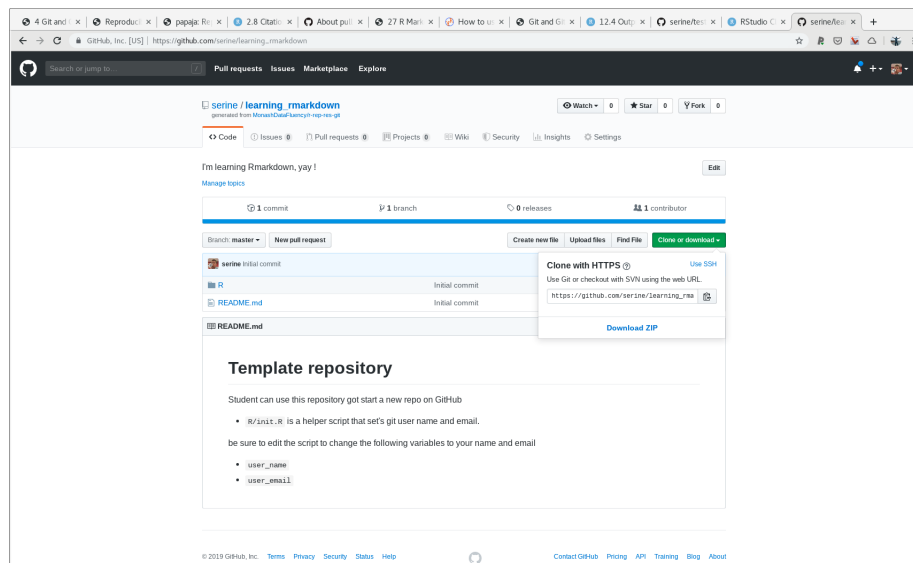 4 Git and
Reproduci
papaja: Re
2.8 Citatio
About pull
27 R Mark
How to us
Git and Git
12.4 Outp
serine/test
RStudio C
serine/lear
GitHub, Inc. [US] | https://github.com/serine/learning_rmarkdown
Search or jump to...
Pull requests Issues Marketplace Explore
serine / learning_rmarkdown
generated from MonashDataFluency/r-rep-res-git
Watch 0 Star 0 Fork 0
Code Issues 0 Pull requests 0 Projects 0 Wiki Security Insights Settings
I'm learning Rmarkdown, yay ! Edit
Manage topics
1 commit 1 branch 0 releases 1 contributor
Branch: master New pull request Create new file Upload files Find File Clone or download
serine Initial commit
R Initial commit
README.md Initial commit
Clone with HTTPS Use SSH
Use Git or checkout with SVN using the web URL.
https://github.com/serine/learning_rma
Download ZIP
README.md
Template repository
Student can use this repository got start a new repo on GitHub
• R/init.R is a helper script that set's git user name and email.
be sure to edit the script to change the following variables to your name and email
• user_name
• user_email
© 2019 GitHub, Inc. Terms Privacy Security Status Help Contact GitHub Pricing API Training Blog About